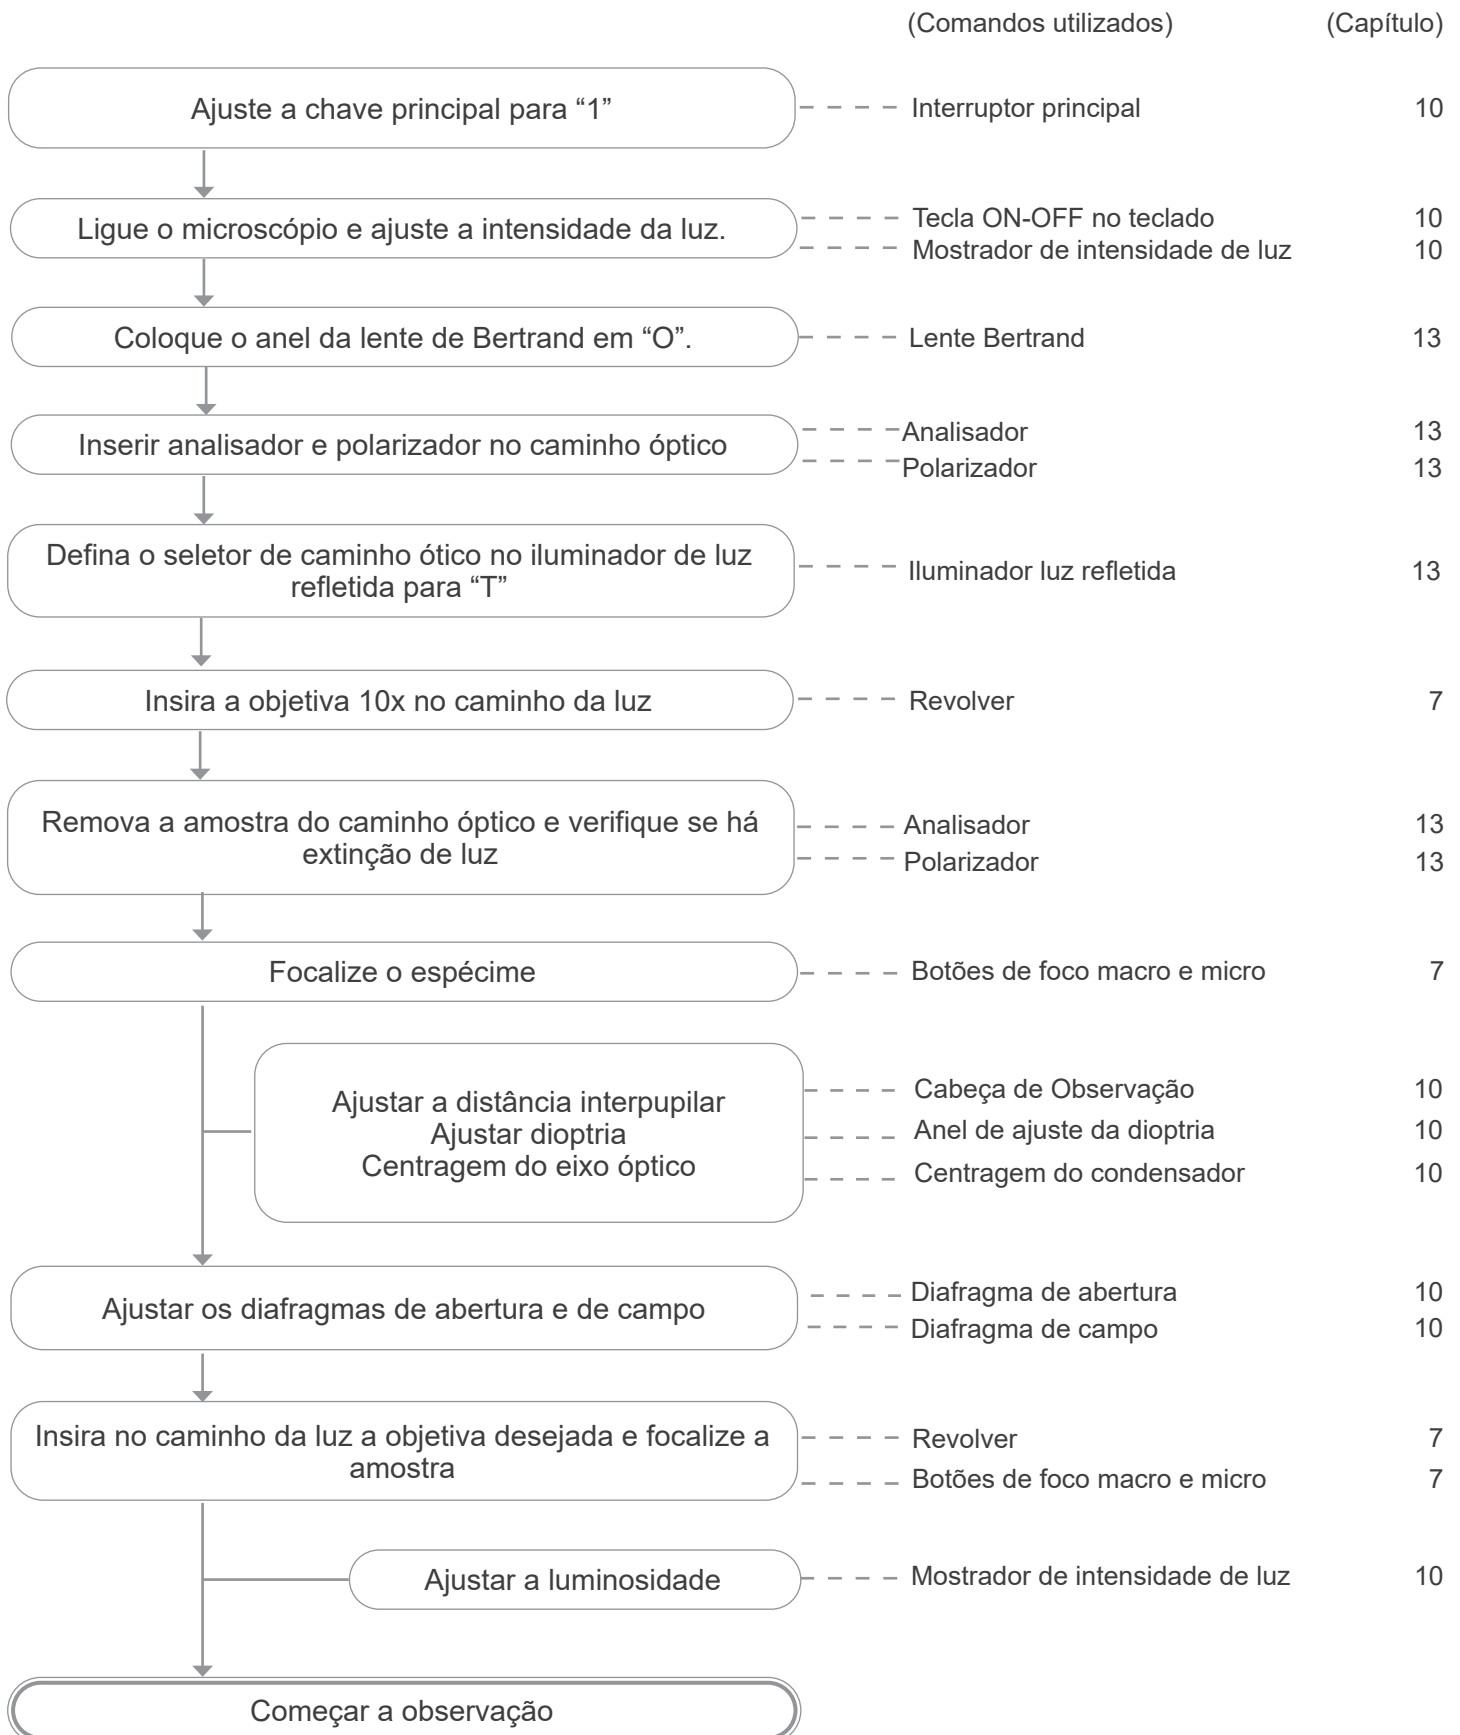 (Comandos utilizados) (Capítulo)
Ajuste a chave principal para “1” Interruptor principal 10
Ligue o microscópio e ajuste a intensidade da luz. Tecla ON-OFF no teclado 10
Mostrador de intensidade de luz 10
Coloque o anel da lente de Bertrand em “O”. Lente Bertrand 13
Inserir analisador e polarizador no caminho óptico Analisador 13
Polarizador 13
Defina o seletor de caminho ótico no iluminador de luz
refletida para “T” Iluminador luz refletida 13
Insira a objetiva 10x no caminho da luz Revolver 7
Remova a amostra do caminho óptico e verifique se há
extinção de luz
Analisador 13
Polarizador 13
Focalize o espécime Botões de foco macro e micro 7
Ajustar a distância interpupilar Cabeça de Observação 10
Ajustar dioptria Anel de ajuste da dioptria 10
Centragem do eixo óptico Centragem do condensador 10
Ajustar os diafragmas de abertura e de campo Diafragma de abertura 10
Diafragma de campo 10
Insira no caminho da luz a objetiva desejada e focalize a
amostra
Revolver 7
Botões de foco macro e micro 7
Ajustar a luminosidade Mostrador de intensidade de luz 10
Começar a observação